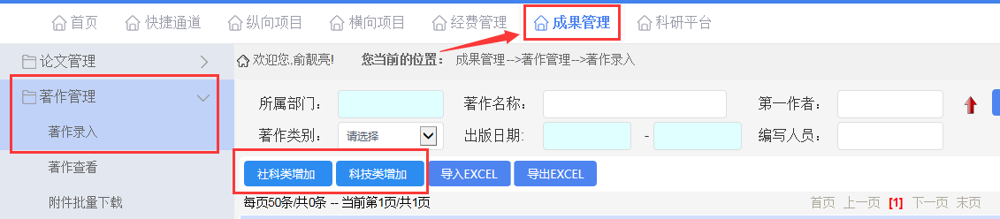 首页 快捷通道 纵向项目 横向项目 经费管理 成果管理 科研平台
论文管理
著作管理
著作录入
著作查看
附件批量下载
欢迎您,俞靓亮! 您当前的位置： 成果管理-->著作管理-->著作录入
所属部门： 著作名称： 第一作者：
著作类别： 请选择 出版日期: - 编写人员：
社科类增加 科技类增加 导入EXCEL 导出EXCEL
每页50条/共0条 -- 当前第1页/共1页 首页 上一页 [1] 下一页 末页